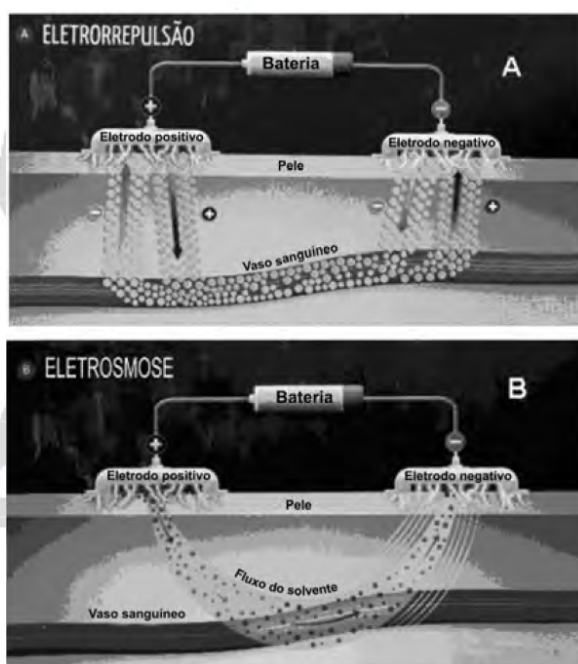 A ELETRORREPULSÃO
Bateria
A
+
−
Eletrodo positivo
Eletrodo negativo
Pele
−
+
−
+
Vaso sanguíneo
B ELETROSMOSE
Bateria
B
+
−
Eletrodo positivo
Eletrodo negativo
Pele
Fluxo do solvente
Vaso sanguíneo